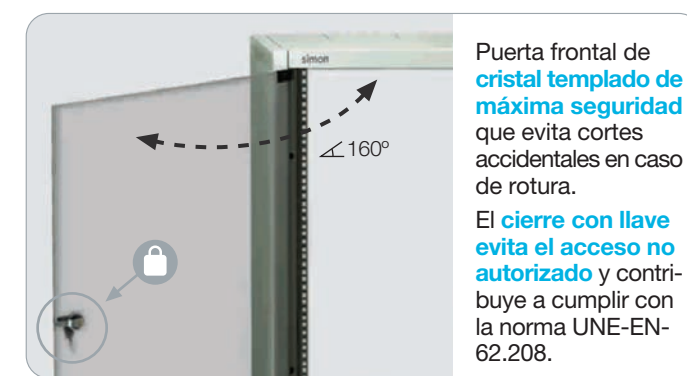 simon
∡160º
Puerta frontal de
cristal templado de
máxima seguridad
que evita cortes
accidentales en caso
de rotura.
El cierre con llave
evita el acceso no
autorizado y contri-
buye a cumplir con
la norma UNE-EN-
62.208.